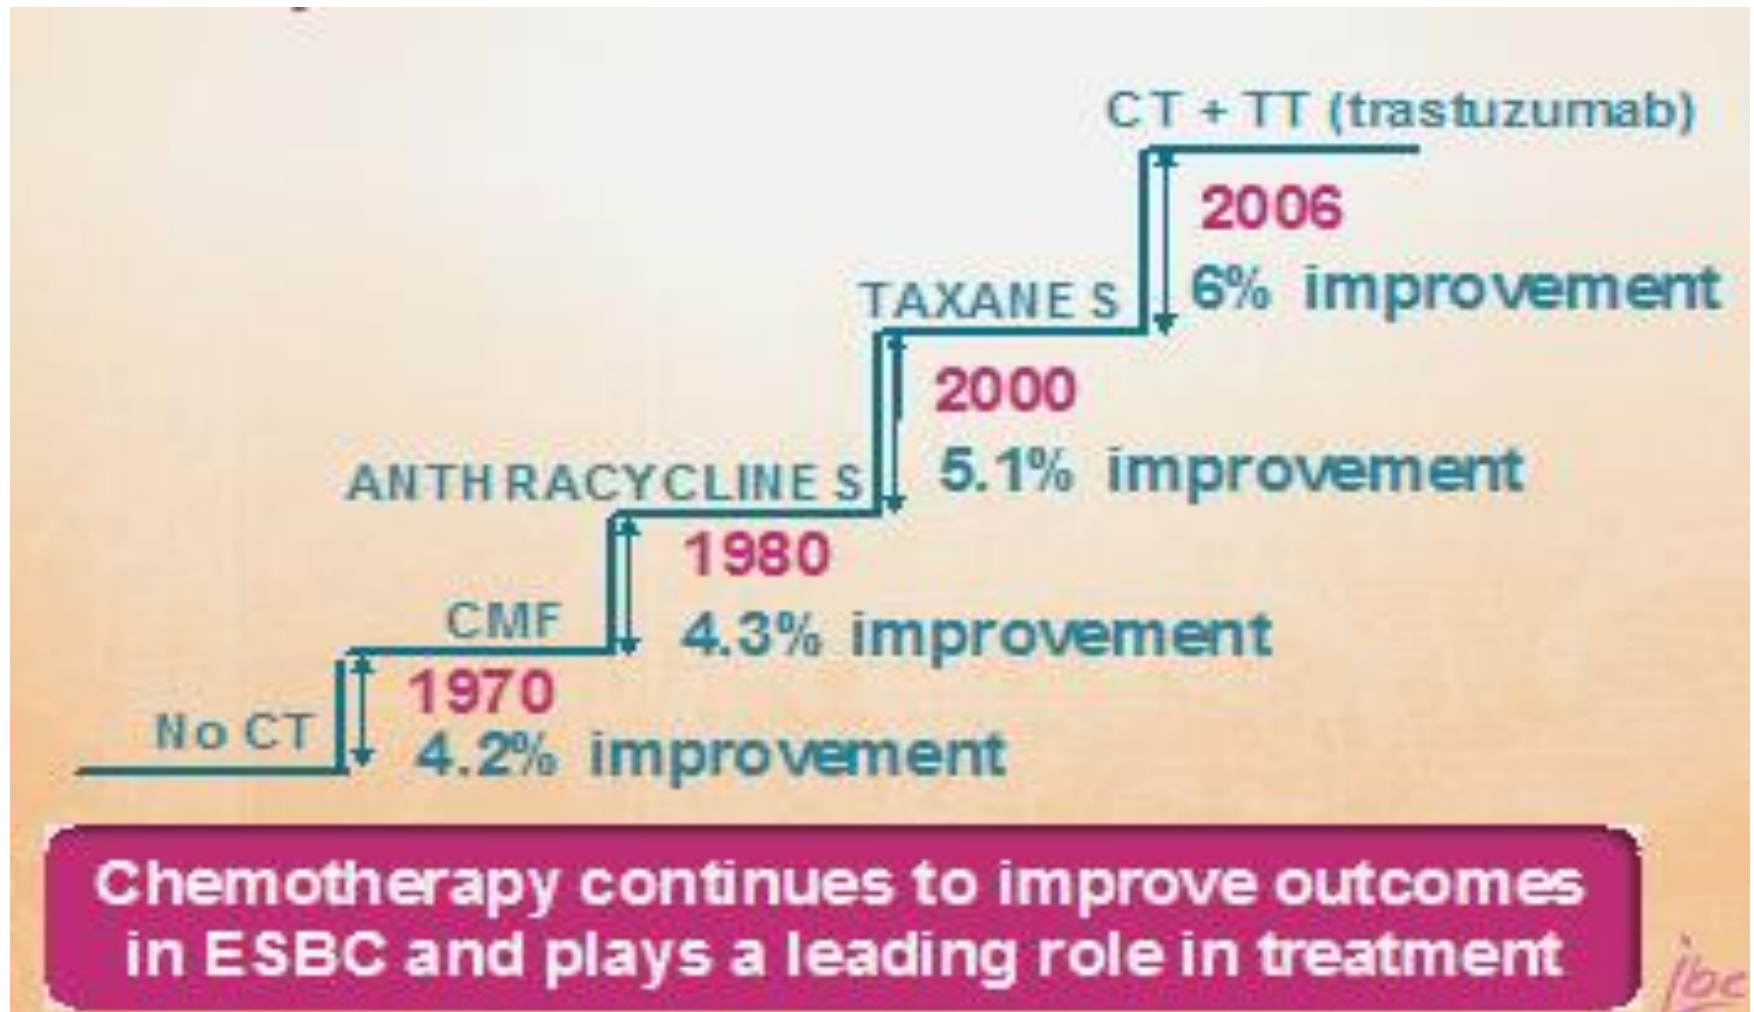 CT + TT (trastuzumab)
2006
6% improvement
TAXANES
2000
5.1% improvement
ANTHRACYCLINES
1980
4.3% improvement
CMF
1970
4.2% improvement
No CT
Chemotherapy continues to improve outcomes
in ESBC and plays a leading role in treatment